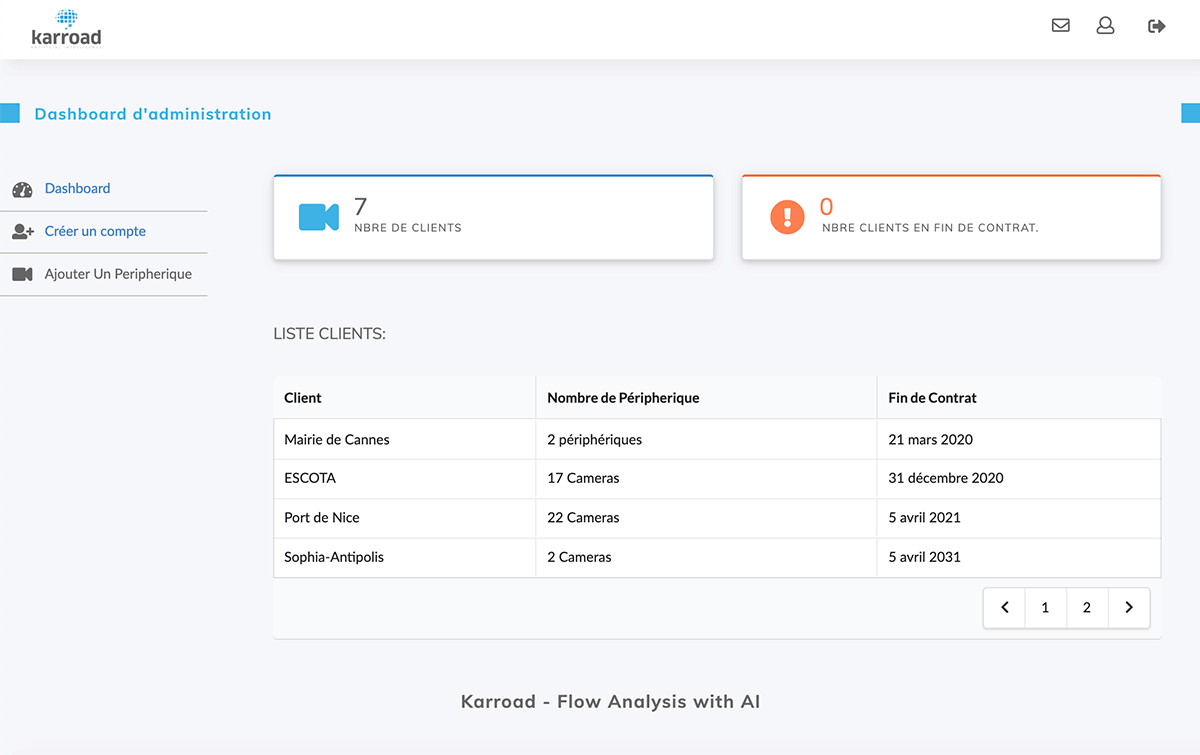 karroad
Dashboard d'administration
Dashboard
Créer un compte
Ajouter Un Peripherique
7
NBRE DE CLIENTS
0
NBRE CLIENTS EN FIN DE CONTRAT.
LISTE CLIENTS:
Client Nombre de Péripherique Fin de Contrat
Mairie de Cannes 2 périphériques 21 mars 2020
ESCOTA 17 Cameras 31 décembre 2020
Port de Nice 22 Cameras 5 avril 2021
Sophia-Antipolis 2 Cameras 5 avril 2031
1 2
Karroad - Flow Analysis with AI